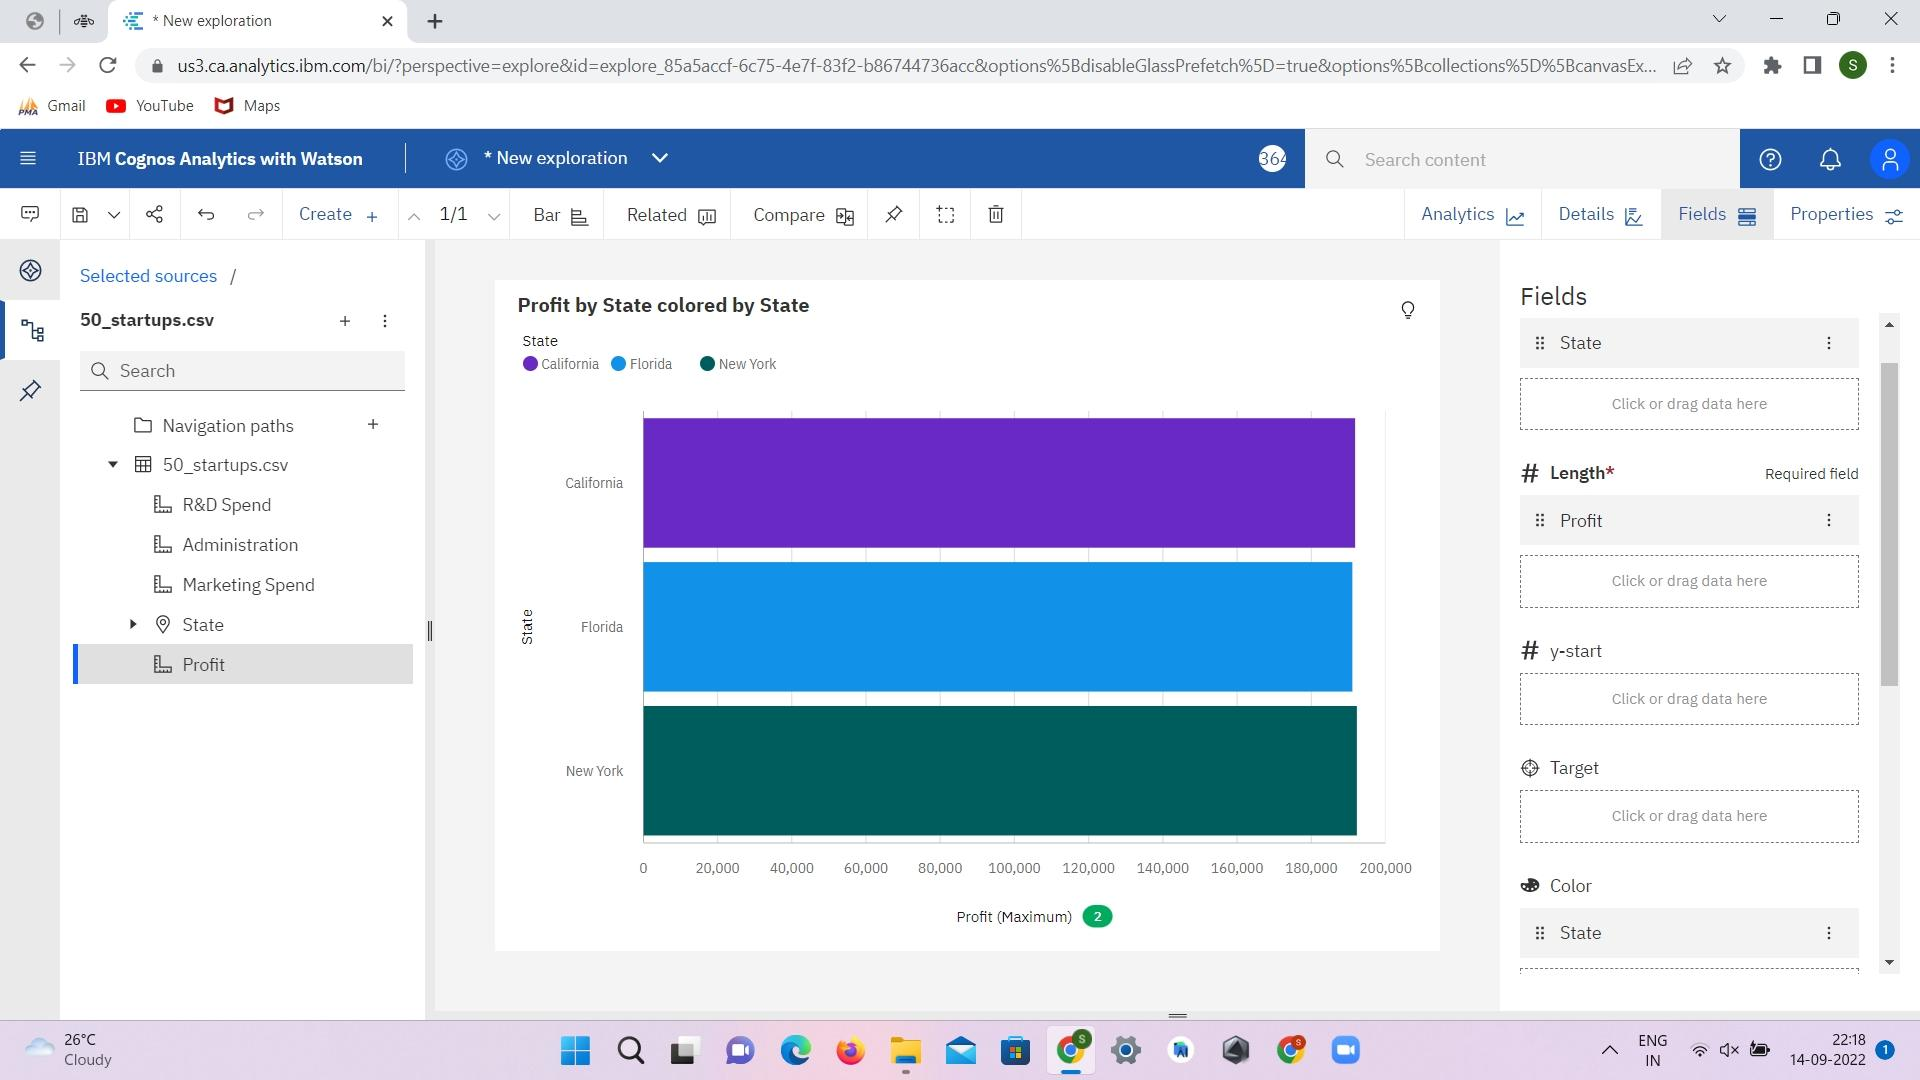 * New exploration
us3.ca.analytics.ibm.com/bi/?perspective=explore&id=explore_85a5accf-6c75-4e7f-83f2-b86744736acc&options%5BdisableGlassPrefetch%5D=true&options%5Bcollections%5D%5BcanvasEx...
S
PMA Gmail YouTube Maps
IBM Cognos Analytics with Watson * New exploration 364 Search content
Create 1/1 Bar Related Compare Analytics Details Fields Properties
Selected sources /
50_startups.csv
Search
Navigation paths
50_startups.csv
R&D Spend
Administration
Marketing Spend
State
Profit
Profit by State colored by State
State
California Florida New York
State
California
Florida
New York
0 20,000 40,000 60,000 80,000 100,000 120,000 140,000 160,000 180,000 200,000
Profit (Maximum) 2
Fields
State
Click or drag data here
# Length* Required field
Profit
Click or drag data here
# y-start
Click or drag data here
Target
Click or drag data here
Color
State
26°C
Cloudy
S
S
ENG
IN
22:18
14-09-2022
1